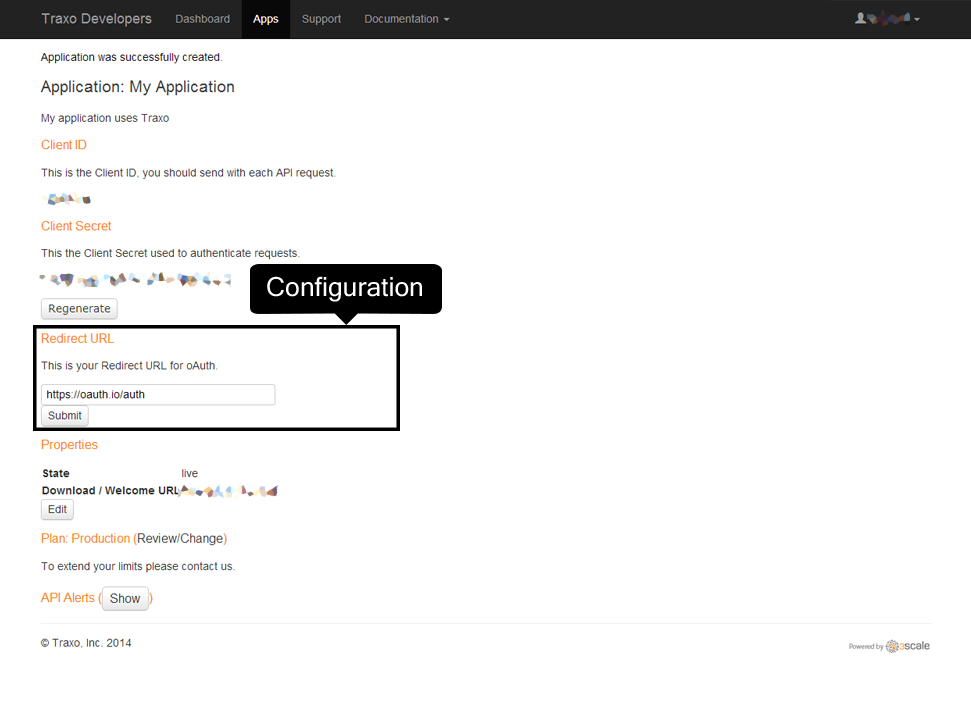 Traxo Developers Dashboard Apps Support Documentation
Application was successfully created.
Application: My Application
My application uses Traxo
Client ID
This is the Client ID, you should send with each API request.
Client Secret
This the Client Secret used to authenticate requests.
Configuration
Regenerate
Redirect URL
This is your Redirect URL for oAuth.
https://oauth.io/auth
Submit
Properties
State live
Download / Welcome URL
Edit
Plan: Production (Review/Change)
To extend your limits please contact us.
API Alerts (Show)
© Traxo, Inc. 2014
Powered by 3scale